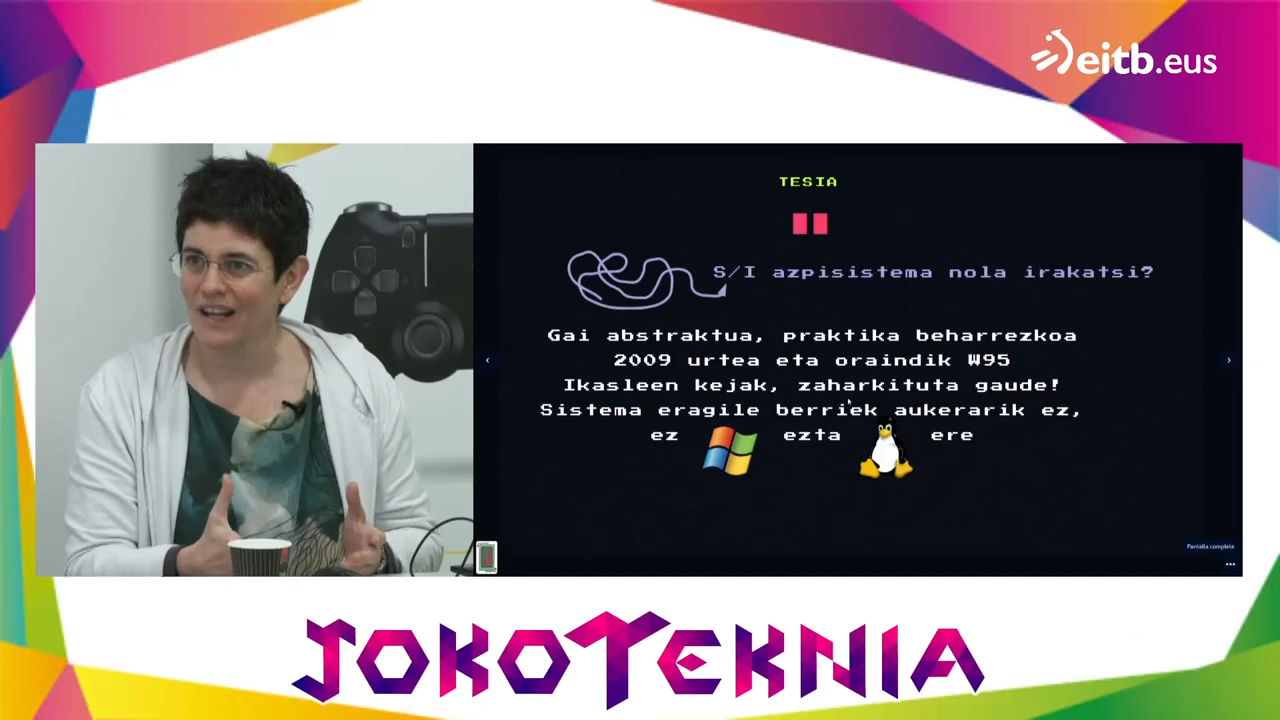 eitb.eus
TESIA
S/I azpisistema nola irakatsi?
Gai abstraktua, praktika beharrezkoa
2009 urtea eta oraindik W95
Ikasleen kejak, zaharkituta gaude!
Sistema eragile berriek aukerarik ez,
ez ezta ere
Pantalla completa
JOKOTEKNIA